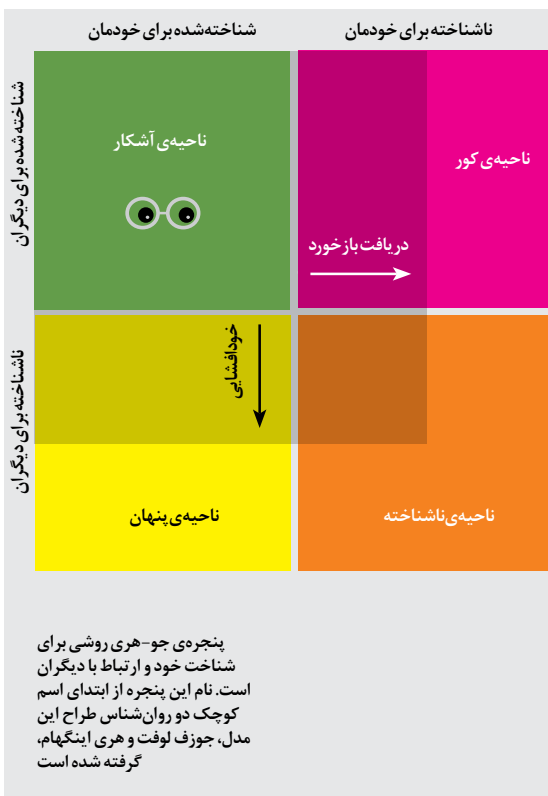 ناشناخته برای خودمان
شناخته‌شده برای خودمان
شناخته شده برای دیگران
ناحیه‌ی آشکار
ناحیه‌ی کور
دریافت بازخورد
خودافشایی
ناشناخته برای دیگران
ناحیه‌ی پنهان
ناحیه‌ی ناشناخته
پنجره‌ی جو-هری روشی برای
شناخت خود و ارتباط با دیگران
است. نام این پنجره از ابتدای اسم
کوچک دو روان‌شناس طراح این
مدل، جوزف لوفت و هری اینگهام،
گرفته شده است